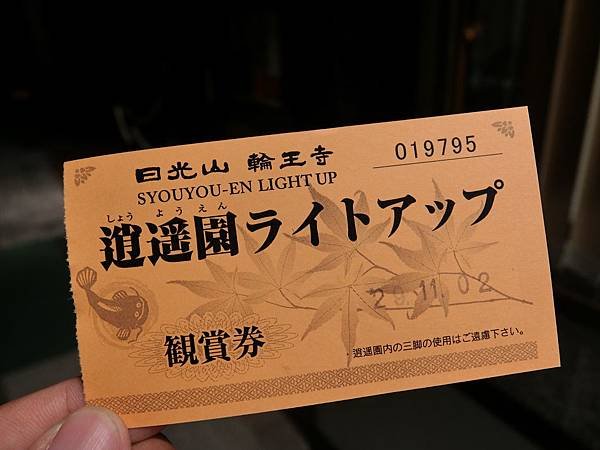 日光山 輪王寺
019795
SYOUYOU-EN LIGHT UP
しょう ようえん
逍遥園ライトアップ
29.11.02
観賞券
・逍遥園内の三脚の使用はご遠慮下さい。